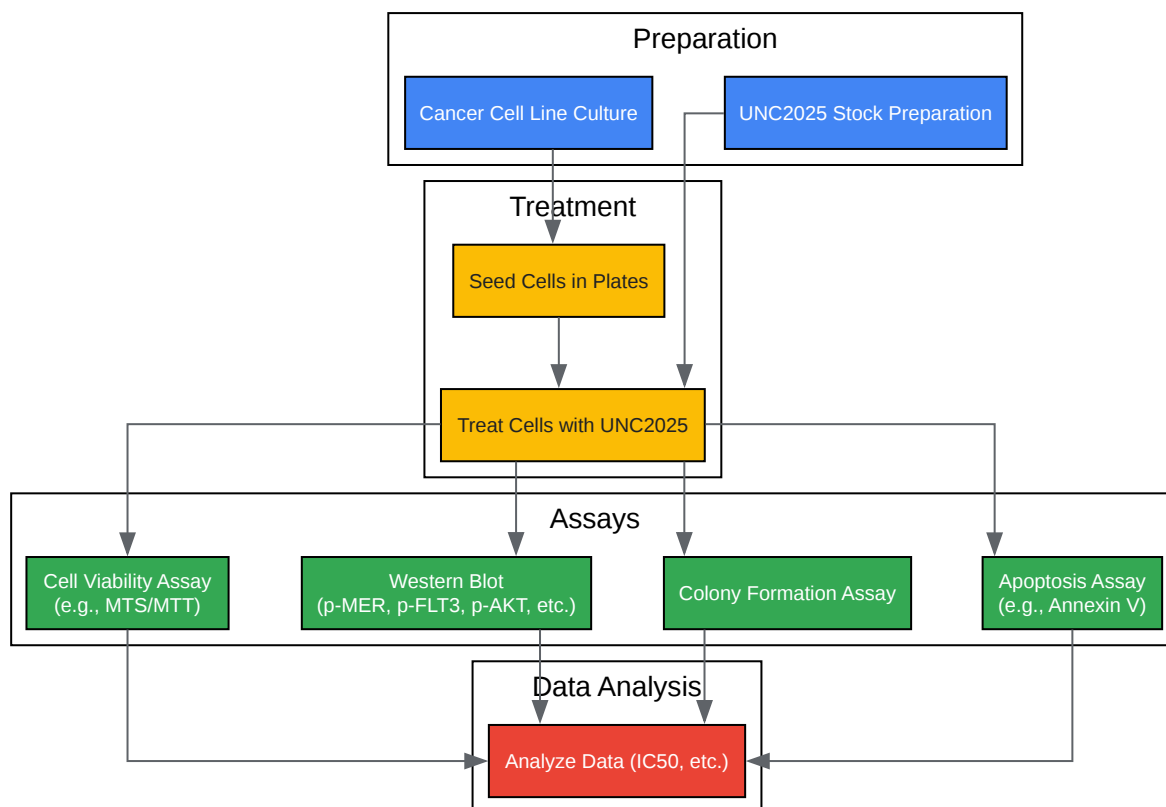 Preparation
Cancer Cell Line Culture
UNC2025 Stock Preparation
Treatment
Seed Cells in Plates
Treat Cells with UNC2025
Assays
Cell Viability Assay
(e.g., MTS/MTT)
Western Blot
(p-MER, p-FLT3, p-AKT, etc.)
Colony Formation Assay
Apoptosis Assay
(e.g., Annexin V)
Data Analysis
Analyze Data (IC50, etc.)